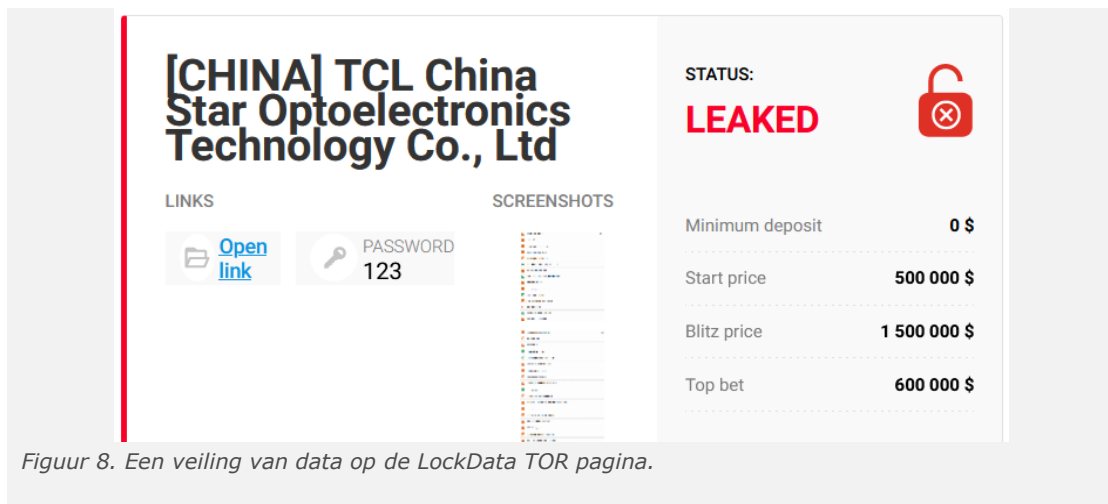 [CHINA] TCL China
Star Optoelectronics
Technology Co., Ltd
LINKS
Open
link
PASSWORD
123
SCREENSHOTS
STATUS:
LEAKED
Minimum deposit 0 $
Start price 500 000 $
Blitz price 1 500 000 $
Top bet 600 000 $
Figuur 8. Een veiling van data op de LockData TOR pagina.